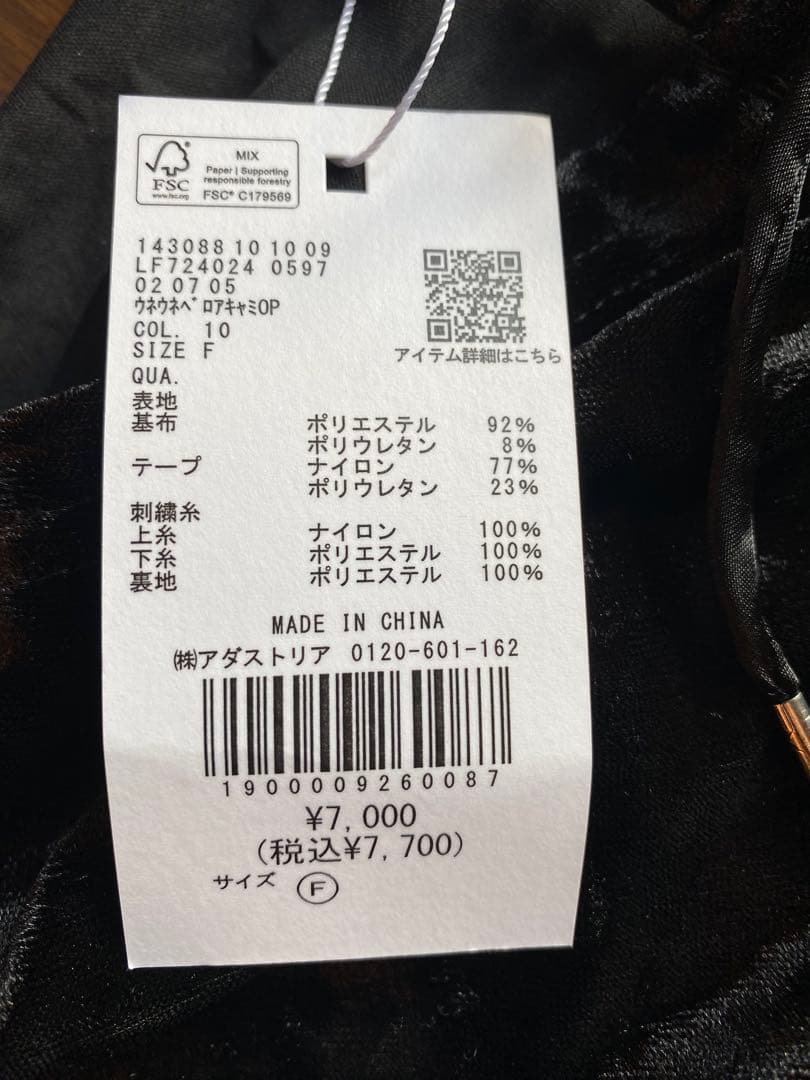 FSC
www.fsc.org
MIX
Paper | Supporting
responsible forestry
FSC® C179569
143088 10 10 09
LF724024 0597
02 07 05
ｳﾈｳﾈﾍﾞﾛｱｷｬﾐOP
COL. 10
SIZE F
QUA.
アイテム詳細はこちら
表地
基布 ポリエステル 92%
ポリウレタン 8%
テープ ナイロン 77%
ポリウレタン 23%
刺繍糸
上糸 ナイロン 100%
下糸 ポリエステル 100%
裏地 ポリエステル 100%
MADE IN CHINA
㈱アダストリア 0120-601-162
1900009260087
¥7,000
(税込¥7,700)
サイズ Ⓕ